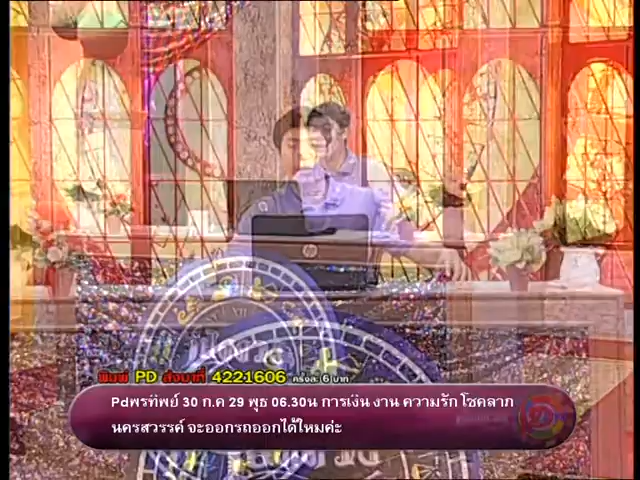 hp
พิมพ์ PD ส่งมาที่ 4221606 ครั้งละ 6 บาท
Pdพรทิพย์ 30 ก.ค 29 พุธ 06.30น การเงิน งาน ความรัก โชคลาภ
นครสวรรค์ จะออกรถออกได้ไหมค่ะ